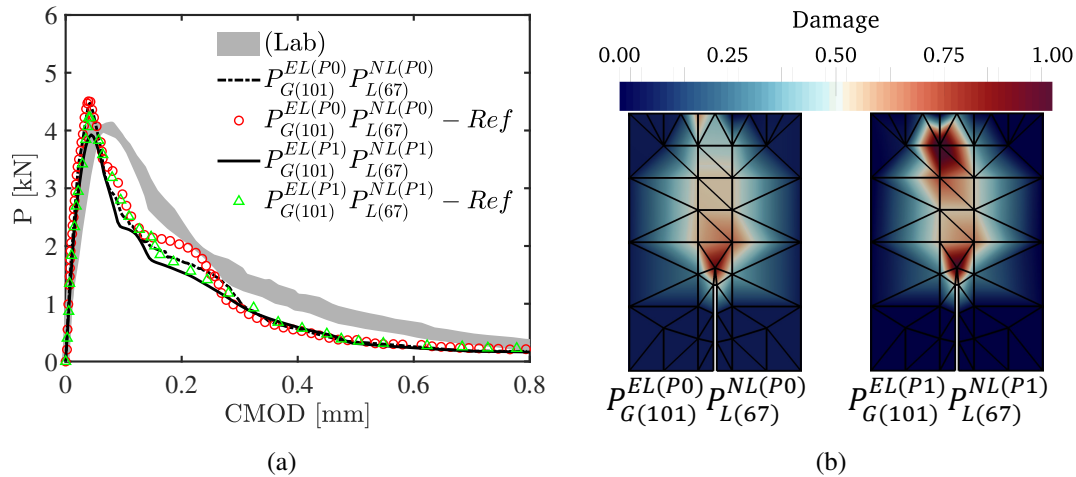 6
5
4
3
2
1
0
P [kN]
0
0.2
0.4
0.6
0.8
CMOD [mm]
(Lab)
P_{G(101)}^{EL(P0)} P_{L(67)}^{NL(P0)}
P_{G(101)}^{EL(P0)} P_{L(67)}^{NL(P0)} - Ref
P_{G(101)}^{EL(P1)} P_{L(67)}^{NL(P1)}
P_{G(101)}^{EL(P1)} P_{L(67)}^{NL(P1)} - Ref
(a)
Damage
0.00 0.25 0.50 0.75 1.00
P_{G(101)}^{EL(P0)} P_{L(67)}^{NL(P0)}
P_{G(101)}^{EL(P1)} P_{L(67)}^{NL(P1)}
(b)